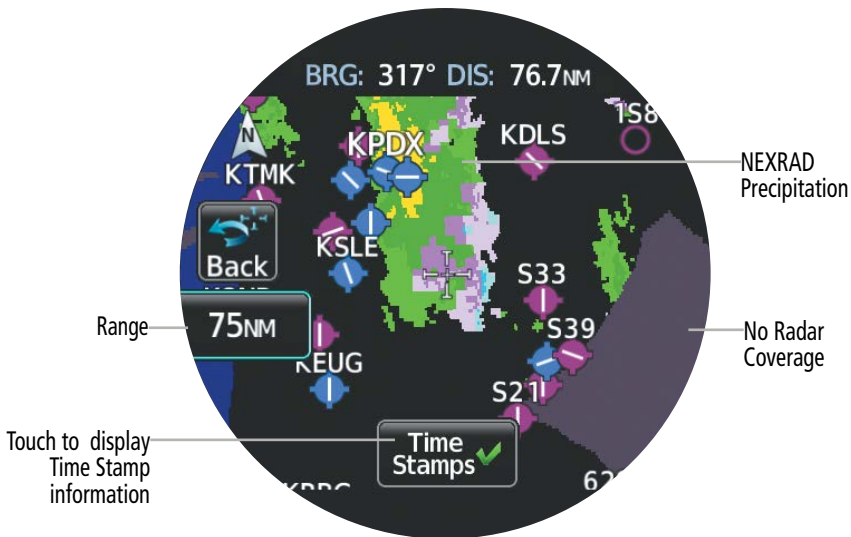 BRG: 317° DIS: 76.7NM
1S8
KPDX
KDLS
N
KTMK
NEXRAD
Precipitation
Back
KSLE
S33
Range
75NM
S39
No Radar
Coverage
KEUG
S21
Touch to display
Time Stamp
information
Time
Stamps